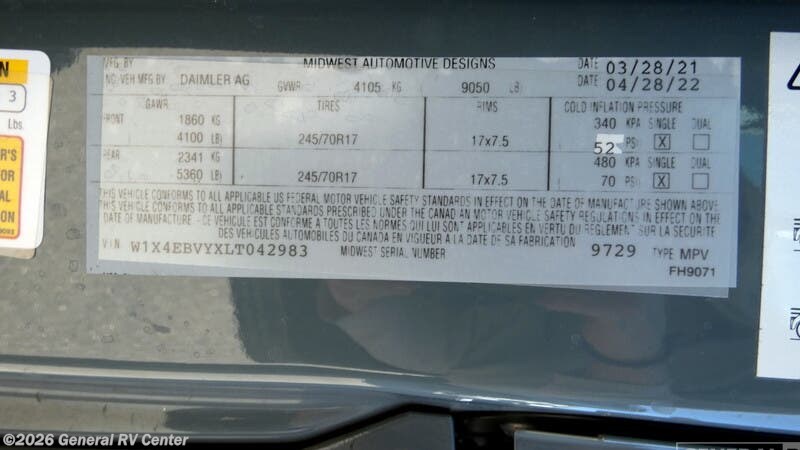 N
3
Lbs.
R'S
FOR
AL
ION
MFG BY MIDWEST AUTOMOTIVE DESIGNS DATE 03/28/21
INC VEH MFG BY DAIMLER AG GVWR 4105 KG 9050 LB) DATE 04/28/22
GAWR TIRES RIMS COLD INFLATION PRESSURE
FRONT 1860 KG 340 KPA SINGLE DUAL
4100 LB) 245/70R17 17x7.5 52 PSI X
REAR 2341 KG 480 KPA SINGLE DUAL
5360 LB) 245/70R17 17x7.5 70 PSI X
THIS VEHICLE CONFORMS TO ALL APPLICABLE US FEDERAL MOTOR VEHICLE SAFETY STANDARDS IN EFFECT ON THE DATE OF MANUFACTURE SHOWN ABOVE
THIS VEHICLE CONFORMS TO ALL APPLICABLE STANDARDS PRESCRIBED UNDER THE CANADIAN MOTOR VEHICLE SAFETY REGULATIONS IN EFFECT ON THE
DATE OF MANUFACTURE - CE VEHICULE EST CONFORME A TOUTES LES NORMES QUI LUI SONT APPLICABLES EN VERTU DU REGLEMENT SUR LA SECURITE
DES VEHICULES AUTOMOBILES DU CANADA EN VIGUEUR A LA DATE DE SA FABRICATION
VIN W1X4EBVYXLT042983 MIDWEST SERIAL NUMBER 9729 TYPE MPV
FH9071
©2026 General RV Center